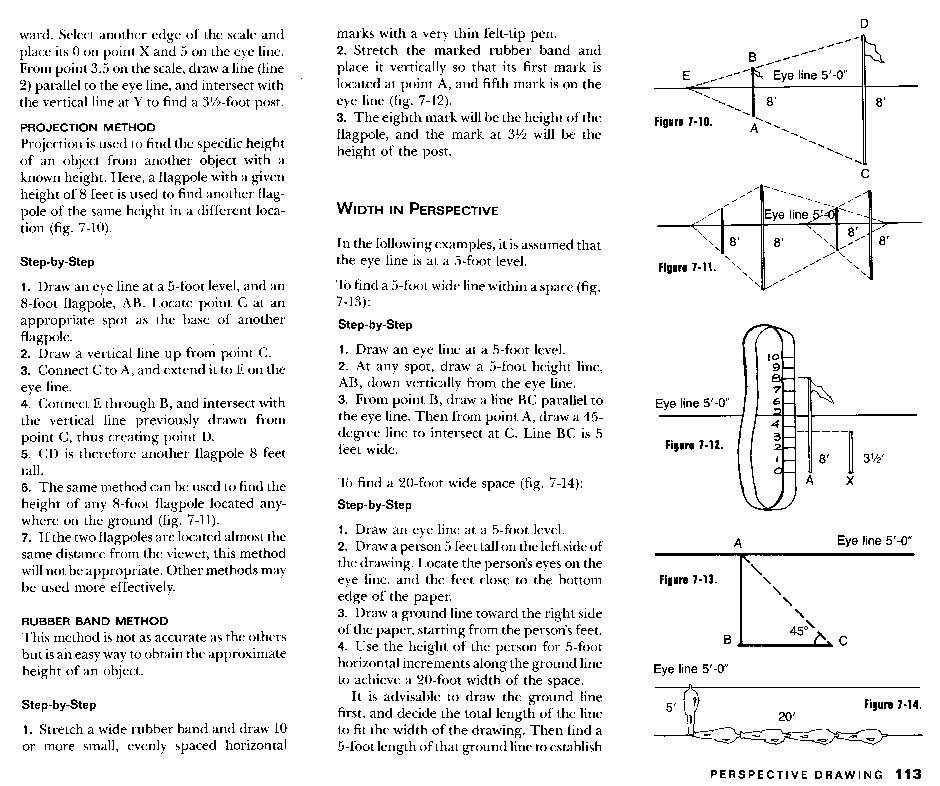 ward. Select another edge of the scale and
place its 0 on point X and 5 on the eye line.
From point 3.5 on the scale, draw a line (line
2) parallel to the eye line, and intersect with
the vertical line at Y to find a 3½-foot post.
PROJECTION METHOD
Projection is used to find the specific height
of an object from another object with a
known height. Here, a flagpole with a given
height of 8 feet is used to find another flag-
pole of the same height in a different loca-
tion (fig. 7-10).
Step-by-Step
1. Draw an eye line at a 5-foot level, and an
8-foot flagpole, AB. Locate point C at an
appropriate spot as the base of another
flagpole.
2. Draw a vertical line up from point C.
3. Connect C to A, and extend it to E on the
eye line.
4. Connect E through B, and intersect with
the vertical line previously drawn from
point C, thus creating point D.
5. CD is therefore another flagpole 8 feet
tall.
6. The same method can be used to find the
height of any 8-foot flagpole located any-
where on the ground (fig. 7-11).
7. If the two flagpoles are located almost the
same distance from the viewer, this method
will not be appropriate. Other methods may
be used more effectively.
RUBBER BAND METHOD
This method is not as accurate as the others
but is an easy way to obtain the approximate
height of an object.
Step-by-Step
1. Stretch a wide rubber band and draw 10
or more small, evenly spaced horizontal
marks with a very thin felt-tip pen.
2. Stretch the marked rubber band and
place it vertically so that its first mark is
located at point A, and fifth mark is on the
eye line (fig. 7-12).
3. The eighth mark will be the height of the
flagpole, and the mark at 3½ will be the
height of the post.
WIDTH IN PERSPECTIVE
In the following examples, it is assumed that
the eye line is at a 5-foot level.
To find a 5-foot wide line within a space (fig.
7-13):
Step-by-Step
1. Draw an eye line at a 5-foot level.
2. At any spot, draw a 5-foot height line,
AB, down vertically from the eye line.
3. From point B, draw a line BC parallel to
the eye line. Then from point A, draw a 45-
degree line to intersect at C. Line BC is 5
feet wide.
To find a 20-foot wide space (fig. 7-14):
Step-by-Step
1. Draw an eye line at a 5-foot level.
2. Draw a person 5 feet tall on the left side of
the drawing. Locate the person's eyes on the
eye line, and the feet close to the bottom
edge of the paper.
3. Draw a ground line toward the right side
of the paper, starting from the person's feet.
4. Use the height of the person for 5-foot
horizontal increments along the ground line
to achieve a 20-foot width of the space.
It is advisable to draw the ground line
first, and decide the total length of the line
to fit the width of the drawing. Then find a
5-foot length of that ground line to establish
D
B
E
Eye line 5'-0"
8'
8'
A
C
Figure 7-10.
Eye line 5'-0
8'
8'
8'
8'
Figure 7-11.
10
9
8
7
6
5
4
3
2
1
0
Eye line 5'-0"
Figure 7-12.
8'
3½'
A
X
A
Eye line 5'-0"
Figure 7-13.
B
45°
C
Eye line 5'-0"
5'
20'
Figure 7-14.
PERSPECTIVE DRAWING 113